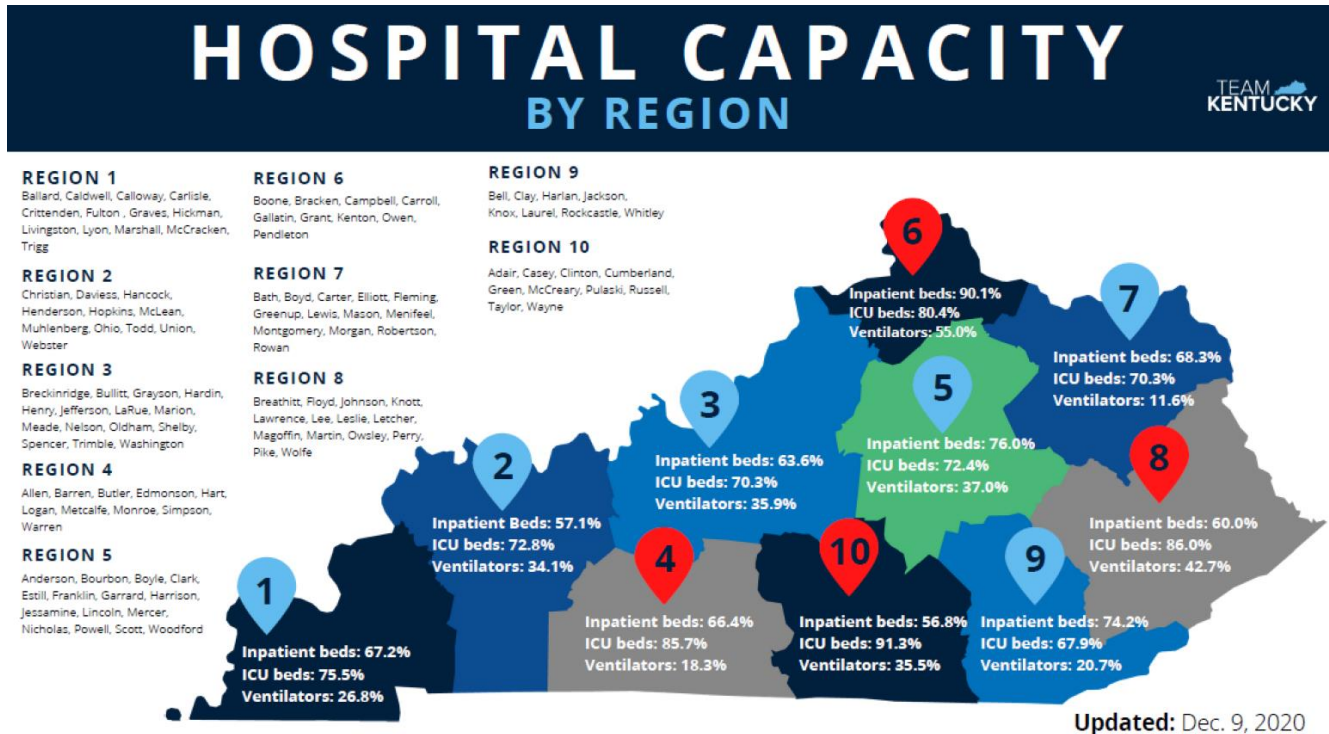 HOSPITAL CAPACITY
BY REGION
TEAM
KENTUCKY
REGION 1
Ballard, Caldwell, Calloway, Carlisle,
Crittenden, Fulton , Graves, Hickman,
Livingston, Lyon, Marshall, McCracken,
Trigg
REGION 2
Christian, Daviess, Hancock,
Henderson, Hopkins, McLean,
Muhlenberg, Ohio, Todd, Union,
Webster
REGION 3
Breckinridge, Bullitt, Grayson, Hardin,
Henry, Jefferson, LaRue, Marion,
Meade, Nelson, Oldham, Shelby,
Spencer, Trimble, Washington
REGION 4
Allen, Barren, Butler, Edmonson, Hart,
Logan, Metcalfe, Monroe, Simpson,
Warren
REGION 5
Anderson, Bourbon, Boyle, Clark,
Estill, Franklin, Garrard, Harrison,
Jessamine, Lincoln, Mercer,
Nicholas, Powell, Scott, Woodford
REGION 6
Boone, Bracken, Campbell, Carroll,
Gallatin, Grant, Kenton, Owen,
Pendleton
REGION 7
Bath, Boyd, Carter, Elliott, Fleming,
Greenup, Lewis, Mason, Menifeel,
Montgomery, Morgan, Robertson,
Rowan
REGION 8
Breathitt, Floyd, Johnson, Knott,
Lawrence, Lee, Leslie, Letcher,
Magoffin, Martin, Owsley, Perry,
Pike, Wolfe
REGION 9
Bell, Clay, Harlan, Jackson,
Knox, Laurel, Rockcastle, Whitley
REGION 10
Adair, Casey, Clinton, Cumberland,
Green, McCreary, Pulaski, Russell,
Taylor, Wayne
6
Inpatient beds: 90.1%
ICU beds: 80.4%
Ventilators: 55.0%
7
Inpatient beds: 68.3%
ICU beds: 70.3%
Ventilators: 11.6%
3
Inpatient beds: 63.6%
ICU beds: 70.3%
Ventilators: 35.9%
5
Inpatient beds: 76.0%
ICU beds: 72.4%
Ventilators: 37.0%
2
Inpatient Beds: 57.1%
ICU beds: 72.8%
Ventilators: 34.1%
8
Inpatient beds: 60.0%
ICU beds: 86.0%
Ventilators: 42.7%
1
Inpatient beds: 67.2%
ICU beds: 75.5%
Ventilators: 26.8%
4
Inpatient beds: 66.4%
ICU beds: 85.7%
Ventilators: 18.3%
10
Inpatient beds: 56.8%
ICU beds: 91.3%
Ventilators: 35.5%
9
Inpatient beds: 74.2%
ICU beds: 67.9%
Ventilators: 20.7%
Updated: Dec. 9, 2020